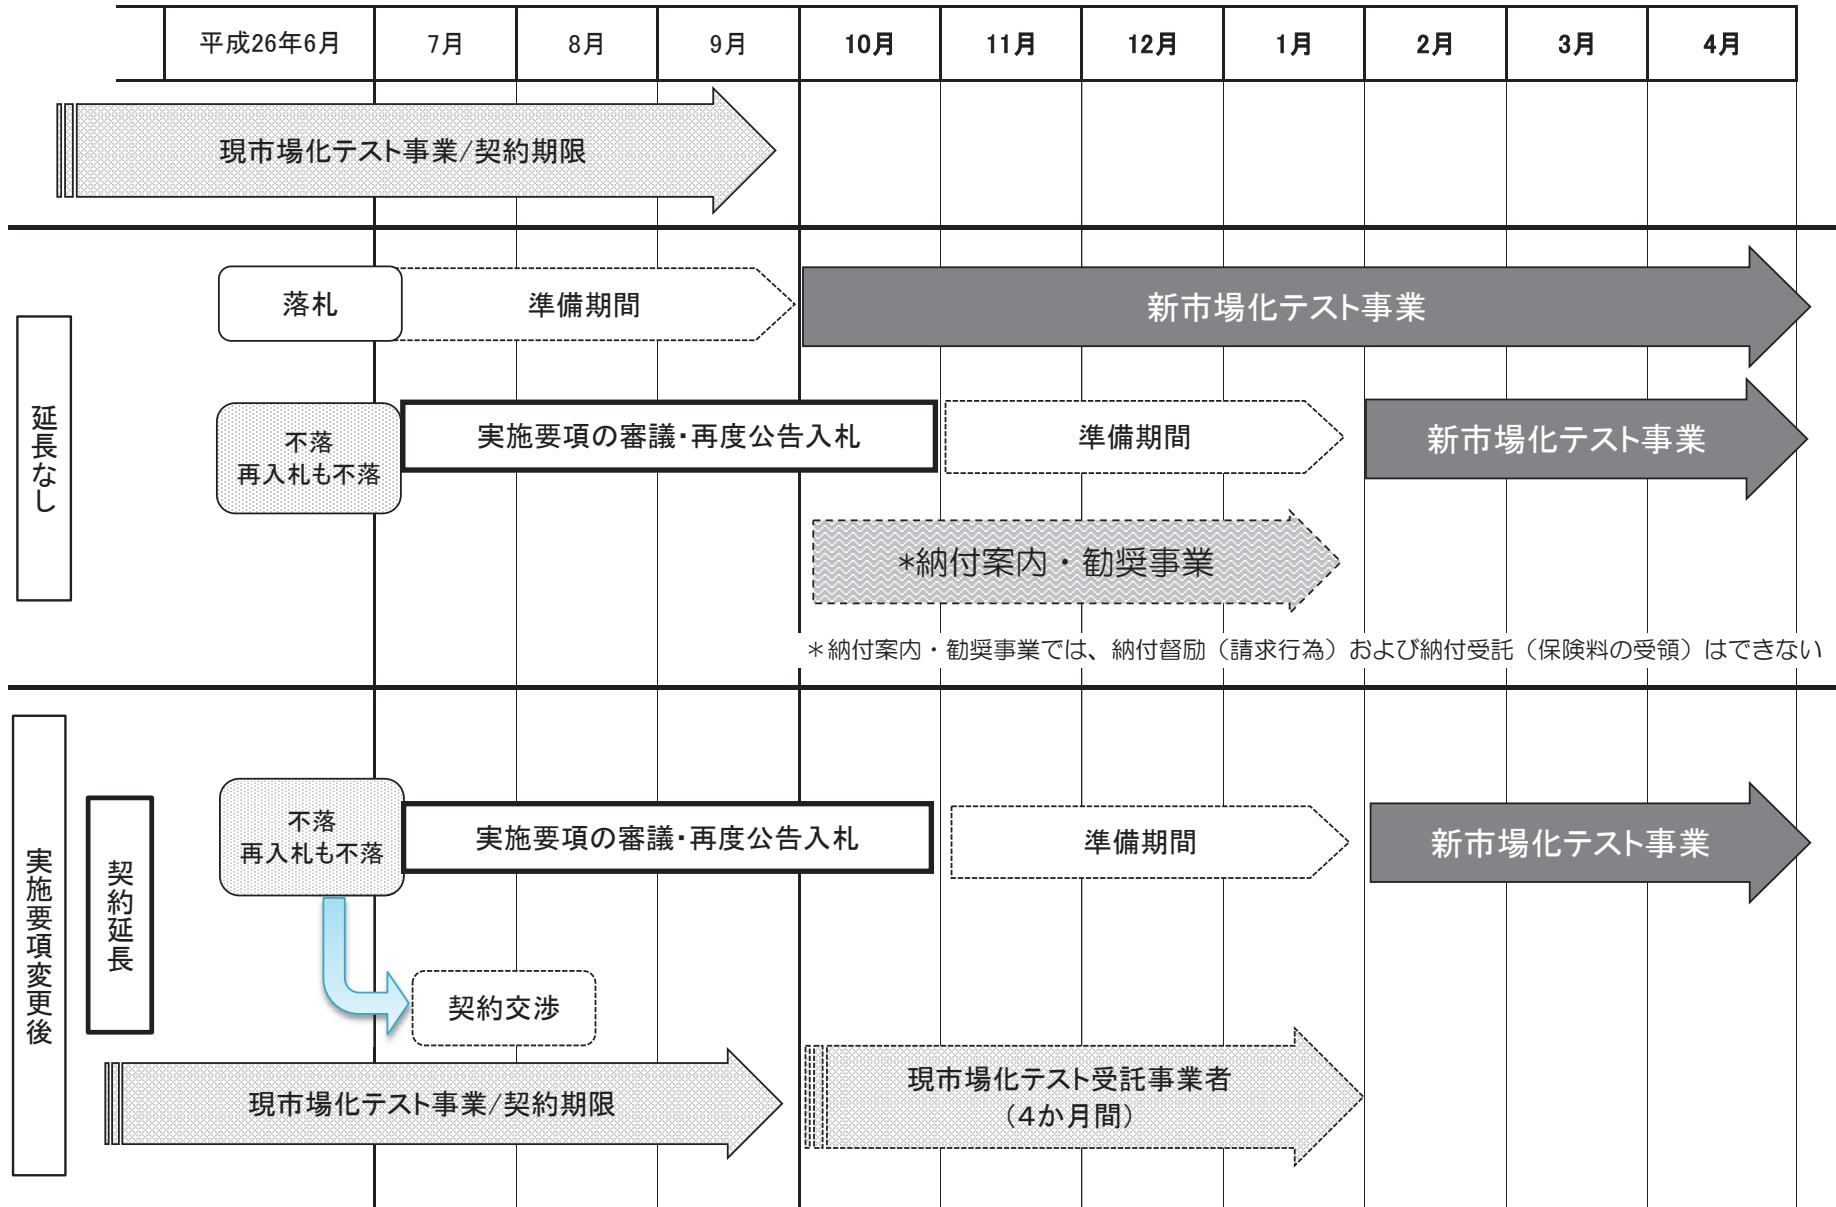 平成26年6月
7月
8月
9月
10月
11月
12月
1月
2月
3月
4月
現市場化テスト事業/契約期限
延長なし
落札
準備期間
新市場化テスト事業
不落
再入札も不落
実施要項の審議・再度公告入札
準備期間
新市場化テスト事業
*納付案内・勧奨事業
＊納付案内・勧奨事業では、納付督励（請求行為）および納付受託（保険料の受領）はできない
実施要項変更後
契約延長
不落
再入札も不落
実施要項の審議・再度公告入札
準備期間
新市場化テスト事業
契約交渉
現市場化テスト事業/契約期限
現市場化テスト受託事業者
（4か月間）